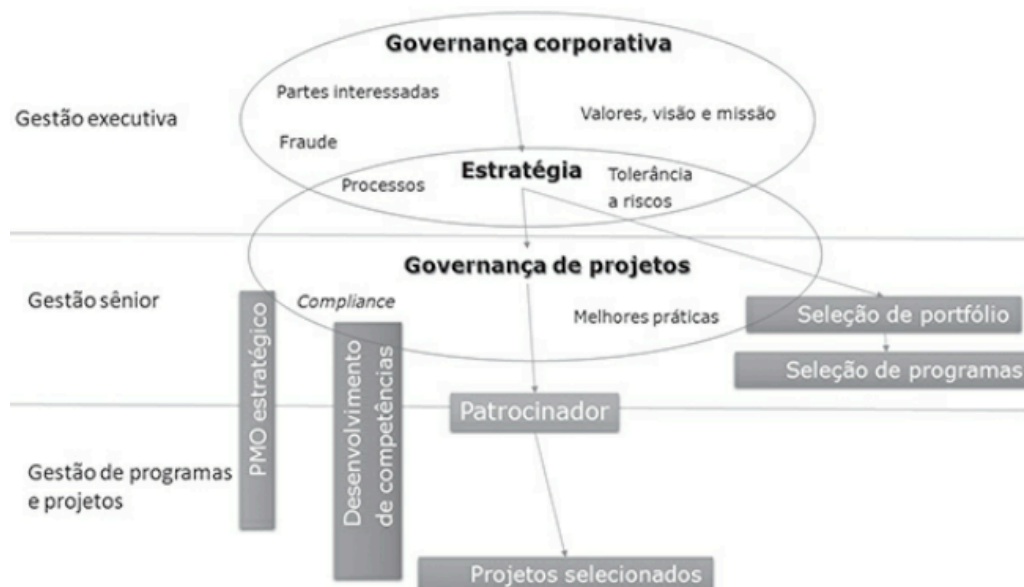 Governança corporativa
Partes interessadas
Gestão executiva
Valores, visão e missão
Fraude
Estratégia
Processos
Tolerância
a riscos
Governança de projetos
Gestão sênior
Compliance
Melhores práticas
Seleção de portfólio
Seleção de programas
PMO estratégico
Desenvolvimento
de competências
Patrocinador
Gestão de programas
e projetos
Projetos selecionados